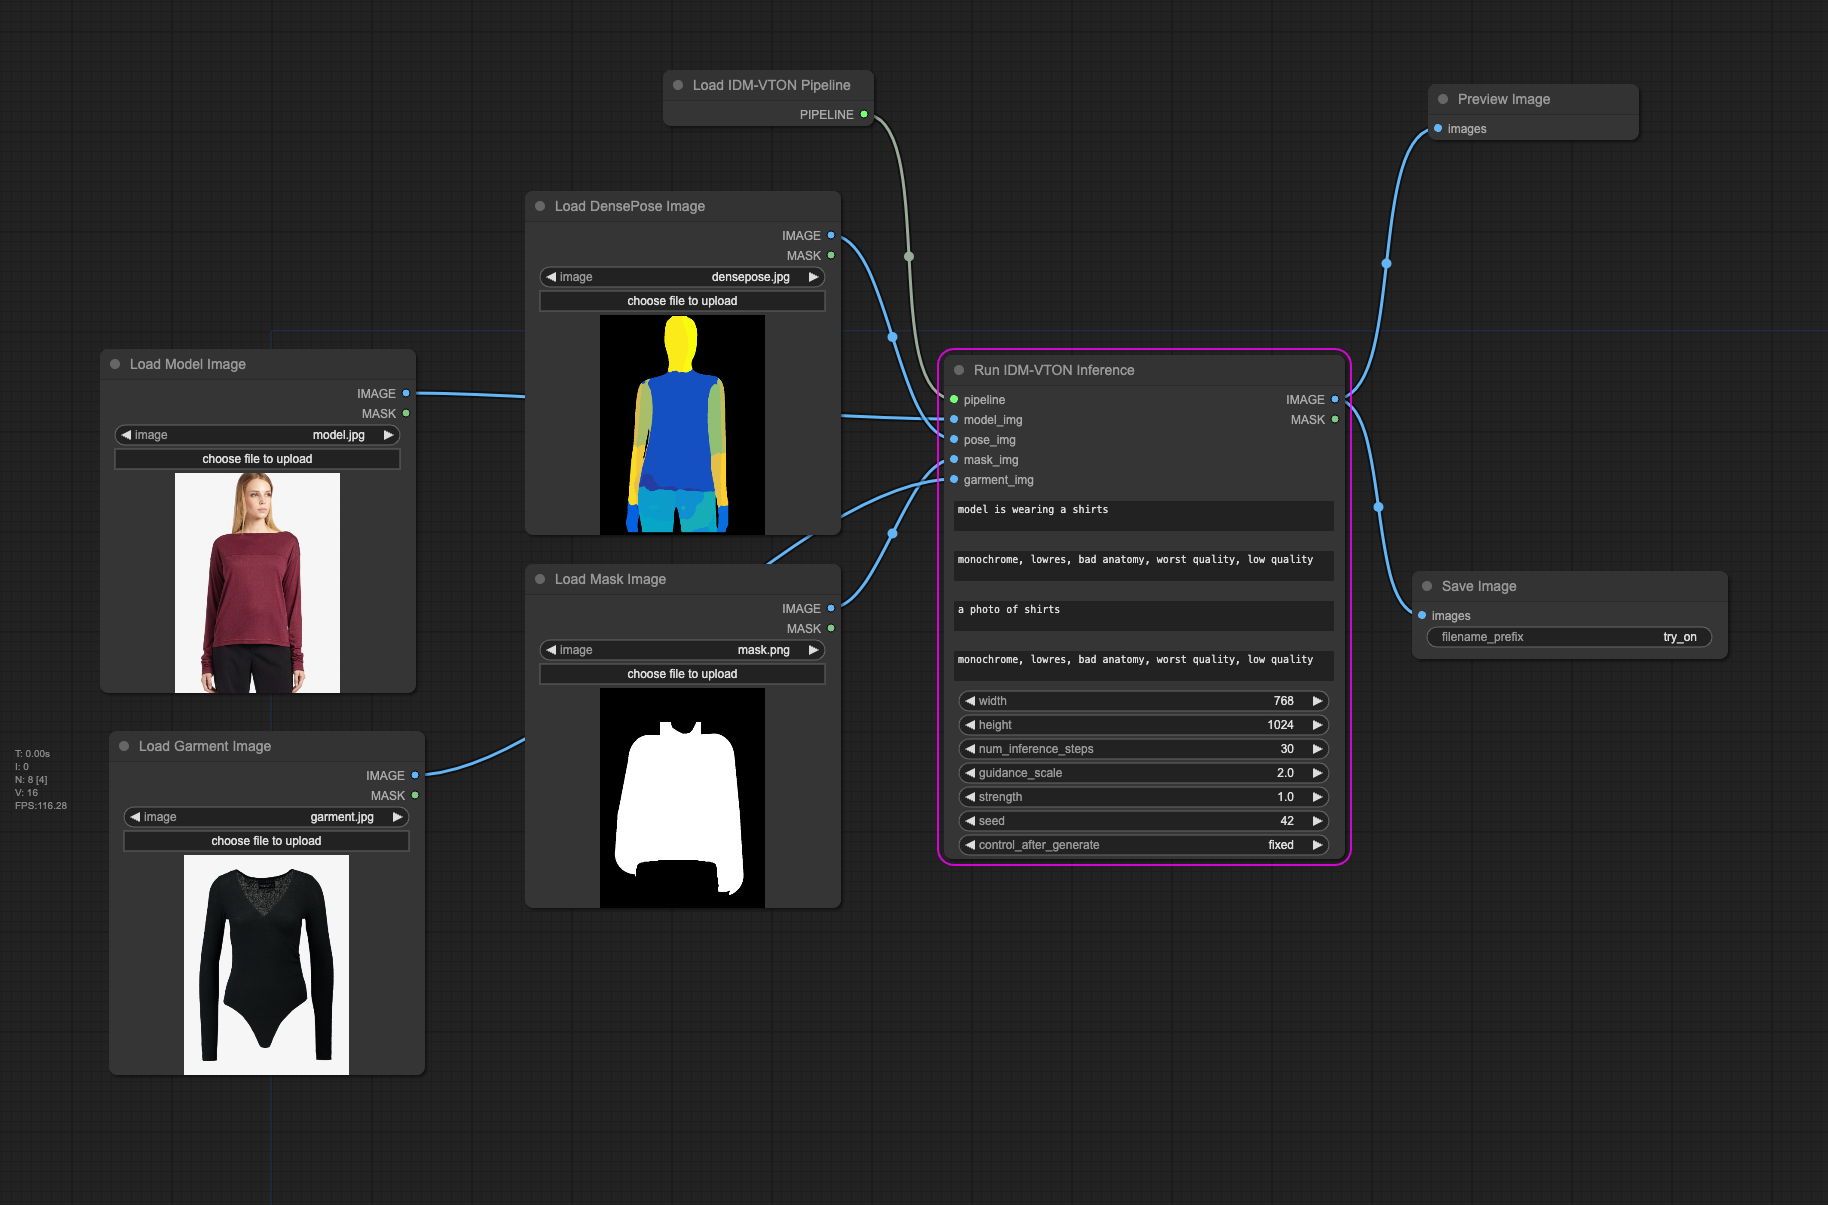 Load IDM-VTON Pipeline
PIPELINE
Preview Image
images
Load DensePose Image
IMAGE
MASK
image densepose.jpg
choose file to upload
Load Model Image
IMAGE
MASK
image model.jpg
choose file to upload
Run IDM-VTON Inference
pipeline IMAGE
model_img MASK
pose_img
mask_img
garment_img
model is wearing a shirts
monochrome, lowres, bad anatomy, worst quality, low quality
a photo of shirts
monochrome, lowres, bad anatomy, worst quality, low quality
width 768
height 1024
num_inference_steps 30
guidance_scale 2.0
strength 1.0
seed 42
control_after_generate fixed
Load Mask Image
IMAGE
MASK
image mask.png
choose file to upload
Save Image
images
filename_prefix try_on
Load Garment Image
IMAGE
MASK
image garment.jpg
choose file to upload
T: 0.00s
I: 0
N: 8 [4]
V: 16
FPS:116.28